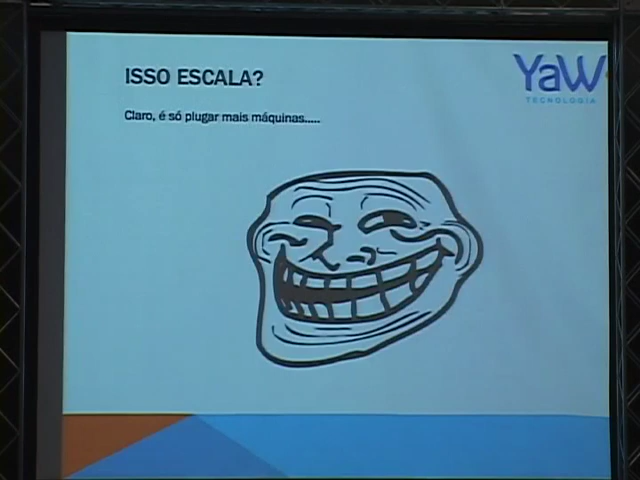 ISSO ESCALA?
YaW
TECNOLOGIA
Claro, é só plugar mais máquinas.....